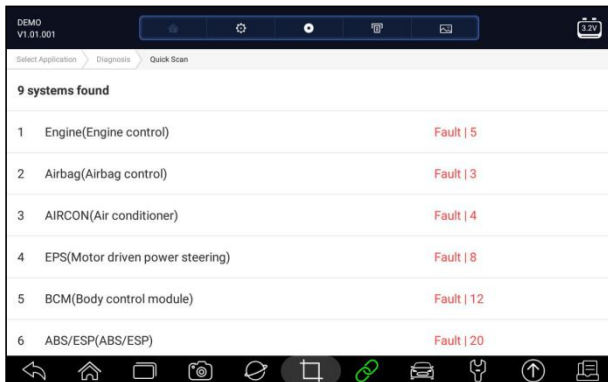 DEMO
V1.01.001
3.2V
Select Application Diagnosis Quick Scan
9 systems found
1 Engine(Engine control) Fault | 5
2 Airbag(Airbag control) Fault | 3
3 AIRCON(Air conditioner) Fault | 4
4 EPS(Motor driven power steering) Fault | 8
5 BCM(Body control module) Fault | 12
6 ABS/ESP(ABS/ESP) Fault | 20